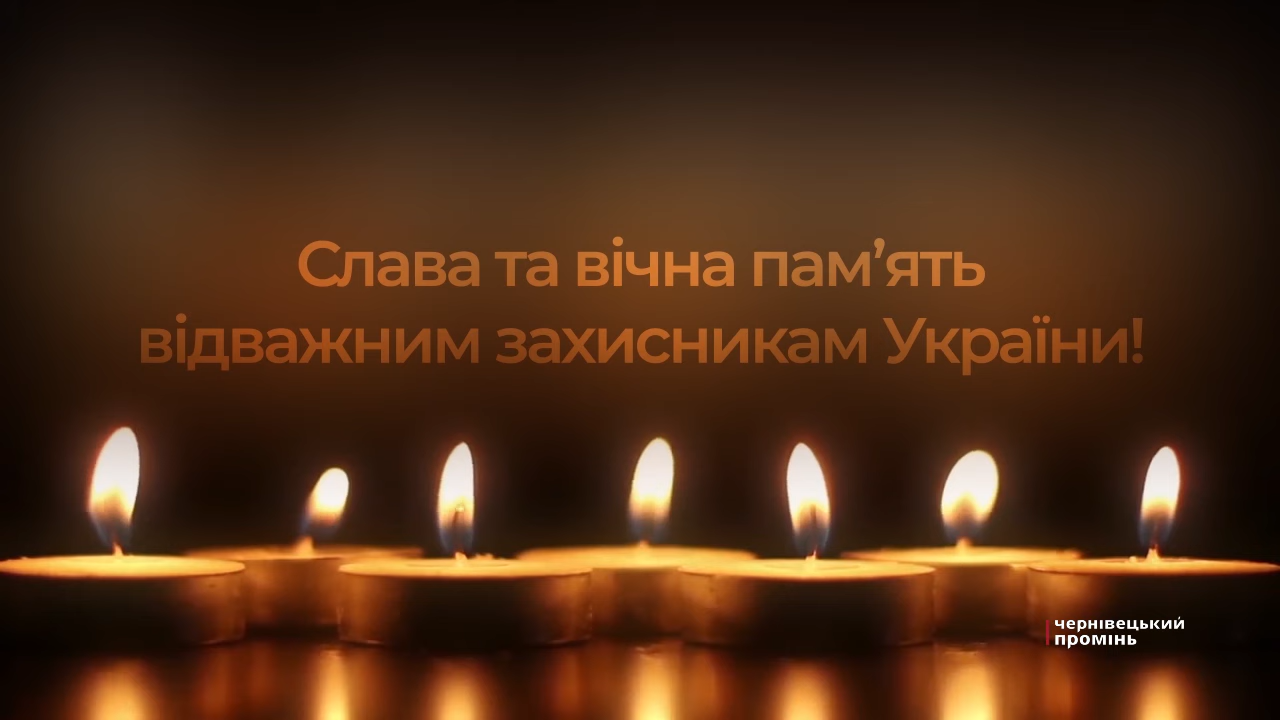 Слава та вічна пам’ять
відважним захисникам України!
чернівецький
промінь